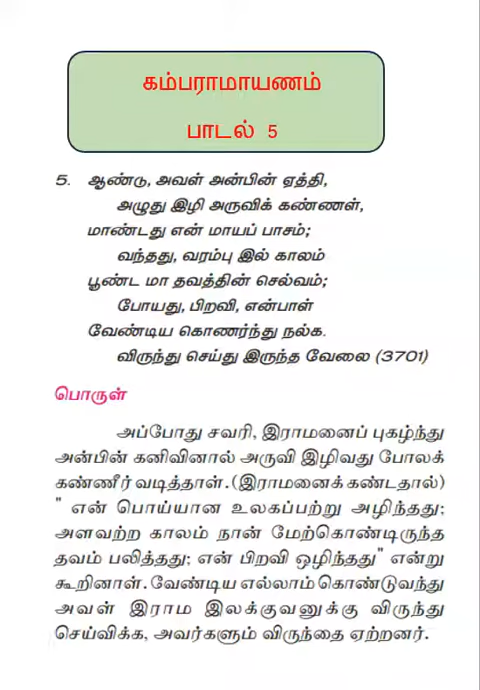 கம்பராமாயணம்
பாடல் 5
5. ஆண்டு, அவள் அன்பின் ஏத்தி,
அழுது இழி அருவிக் கண்ணள்,
மாண்டது என் மாயப் பாசம்;
வந்தது, வரம்பு இல் காலம்
பூண்ட மா தவத்தின் செல்வம்;
போயது, பிறவி, என்பாள்
வேண்டிய கொணர்ந்து நல்க.
விருந்து செய்து இருந்த வேலை (3701)
பொருள்
அப்போது சவரி, இராமனைப் புகழ்ந்து
அன்பின் கனிவினால் அருவி இழிவது போலக்
கண்ணீர் வடித்தாள். (இராமனைக் கண்டதால்)
" என் பொய்யான உலகப்பற்று அழிந்தது;
அளவற்ற காலம் நான் மேற்கொண்டிருந்த
தவம் பலித்தது; என் பிறவி ஒழிந்தது" என்று
கூறினாள். வேண்டிய எல்லாம் கொண்டுவந்து
அவள் இராம இலக்குவனுக்கு விருந்து
செய்விக்க, அவர்களும் விருந்தை ஏற்றனர்.